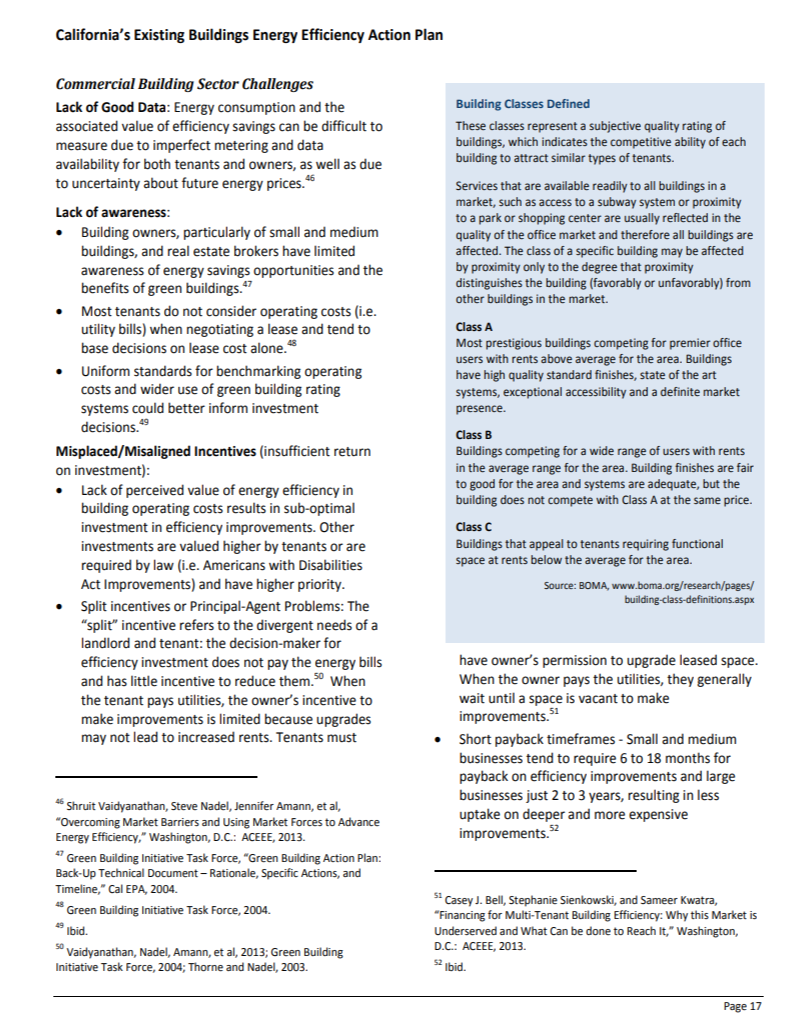 California's Existing Buildings Energy Efficiency Action Plan
Commercial Building Sector Challenges
Lack of Good Data: Energy consumption and the
associated value of efficiency savings can be difficult to
measure due to imperfect metering and data
availability for both tenants and owners, as well as due
to uncertainty about future energy prices.46
Lack of awareness:
• Building owners, particularly of small and medium
buildings, and real estate brokers have limited
awareness of energy savings opportunities and the
benefits of green buildings.47
• Most tenants do not consider operating costs (i.e.
utility bills) when negotiating a lease and tend to
base decisions on lease cost alone.48
• Uniform standards for benchmarking operating
costs and wider use of green building rating
systems could better inform investment
decisions.49
Misplaced/Misaligned Incentives (insufficient return
on investment):
• Lack of perceived value of energy efficiency in
building operating costs results in sub-optimal
investment in efficiency improvements. Other
investments are valued higher by tenants or are
required by law (i.e. Americans with Disabilities
Act Improvements) and have higher priority.
• Split incentives or Principal-Agent Problems: The
"split" incentive refers to the divergent needs of a
landlord and tenant: the decision-maker for
efficiency investment does not pay the energy bills
and has little incentive to reduce them.50 When
the tenant pays utilities, the owner's incentive to
make improvements is limited because upgrades
may not lead to increased rents. Tenants must
46 Shruit Vaidyanathan, Steve Nadel, Jennifer Amann, et al,
"Overcoming Market Barriers and Using Market Forces to Advance
Energy Efficiency," Washington, D.C.: ACEEE, 2013.
47 Green Building Initiative Task Force, "Green Building Action Plan:
Back-Up Technical Document – Rationale, Specific Actions, and
Timeline," Cal EPA, 2004.
48 Green Building Initiative Task Force, 2004.
49 Ibid.
50 Vaidyanathan, Nadel, Amann, et al, 2013; Green Building
Initiative Task Force, 2004; Thorne and Nadel, 2003.
Building Classes Defined
These classes represent a subjective quality rating of
buildings, which indicates the competitive ability of each
building to attract similar types of tenants.
Services that are available readily to all buildings in a
market, such as access to a subway system or proximity
to a park or shopping center are usually reflected in the
quality of the office market and therefore all buildings are
affected. The class of a specific building may be affected
by proximity only to the degree that proximity
distinguishes the building (favorably or unfavorably) from
other buildings in the market.
Class A
Most prestigious buildings competing for premier office
users with rents above average for the area. Buildings
have high quality standard finishes, state of the art
systems, exceptional accessibility and a definite market
presence.
Class B
Buildings competing for a wide range of users with rents
in the average range for the area. Building finishes are fair
to good for the area and systems are adequate, but the
building does not compete with Class A at the same price.
Class C
Buildings that appeal to tenants requiring functional
space at rents below the average for the area.
Source: BOMA, www.boma.org/research/pages/
building-class-definitions.aspx
have owner's permission to upgrade leased space.
When the owner pays the utilities, they generally
wait until a space is vacant to make
improvements.51
• Short payback timeframes - Small and medium
businesses tend to require 6 to 18 months for
payback on efficiency improvements and large
businesses just 2 to 3 years, resulting in less
uptake on deeper and more expensive
improvements.52
51 Casey J. Bell, Stephanie Sienkowski, and Sameer Kwatra,
"Financing for Multi-Tenant Building Efficiency: Why this Market is
Underserved and What Can be done to Reach It," Washington,
D.C.: ACEEE, 2013.
52 Ibid.
Page 17